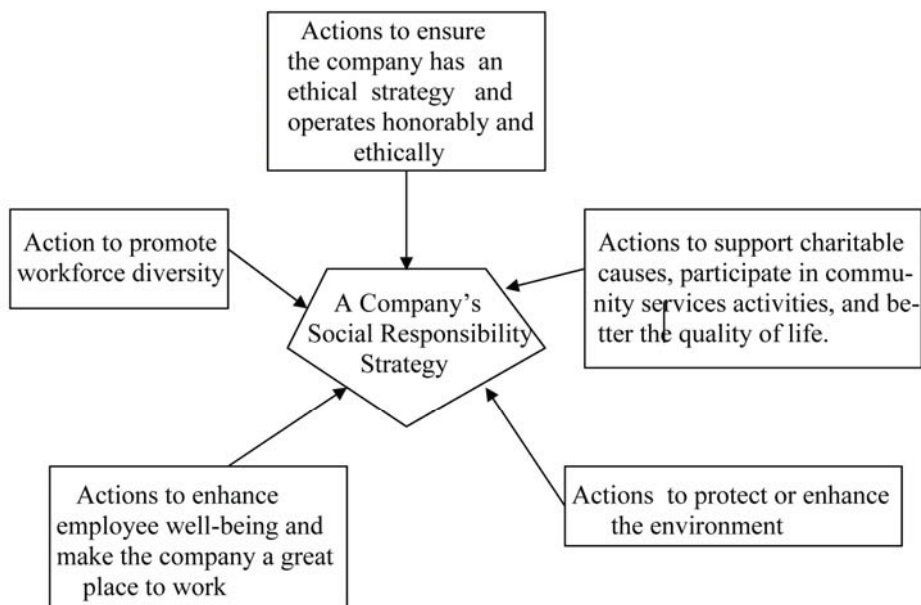 Actions to ensure
the company has an
ethical strategy and
operates honorably and
ethically
Action to promote
workforce diversity
Actions to support charitable
causes, participate in commu-
nity services activities, and be-
tter the quality of life.
A Company's
Social Responsibility
Strategy
Actions to enhance
employee well-being and
make the company a great
place to work
Actions to protect or enhance
the environment